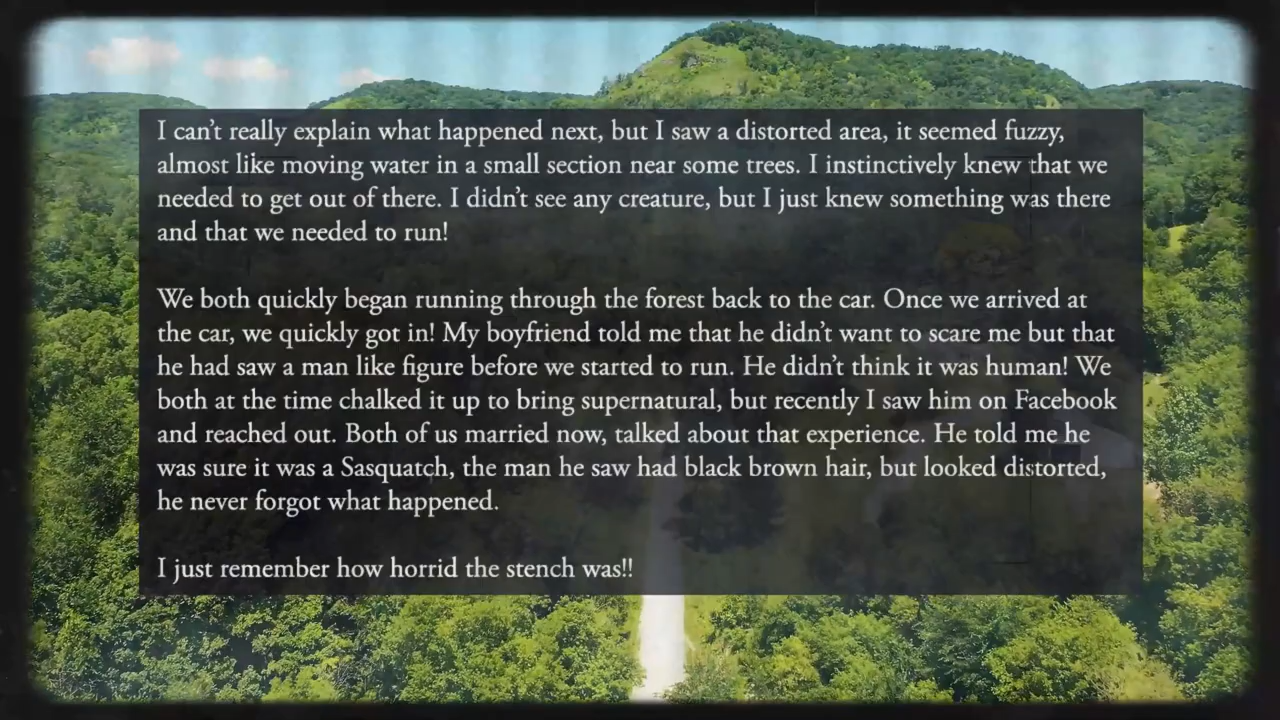 I can’t really explain what happened next, but I saw a distorted area, it seemed fuzzy,
almost like moving water in a small section near some trees. I instinctively knew that we
needed to get out of there. I didn’t see any creature, but I just knew something was there
and that we needed to run!
We both quickly began running through the forest back to the car. Once we arrived at
the car, we quickly got in! My boyfriend told me that he didn’t want to scare me but that
he had saw a man like figure before we started to run. He didn’t think it was human! We
both at the time chalked it up to bring supernatural, but recently I saw him on Facebook
and reached out. Both of us married now, talked about that experience. He told me he
was sure it was a Sasquatch, the man he saw had black brown hair, but looked distorted,
he never forgot what happened.
I just remember how horrid the stench was!!